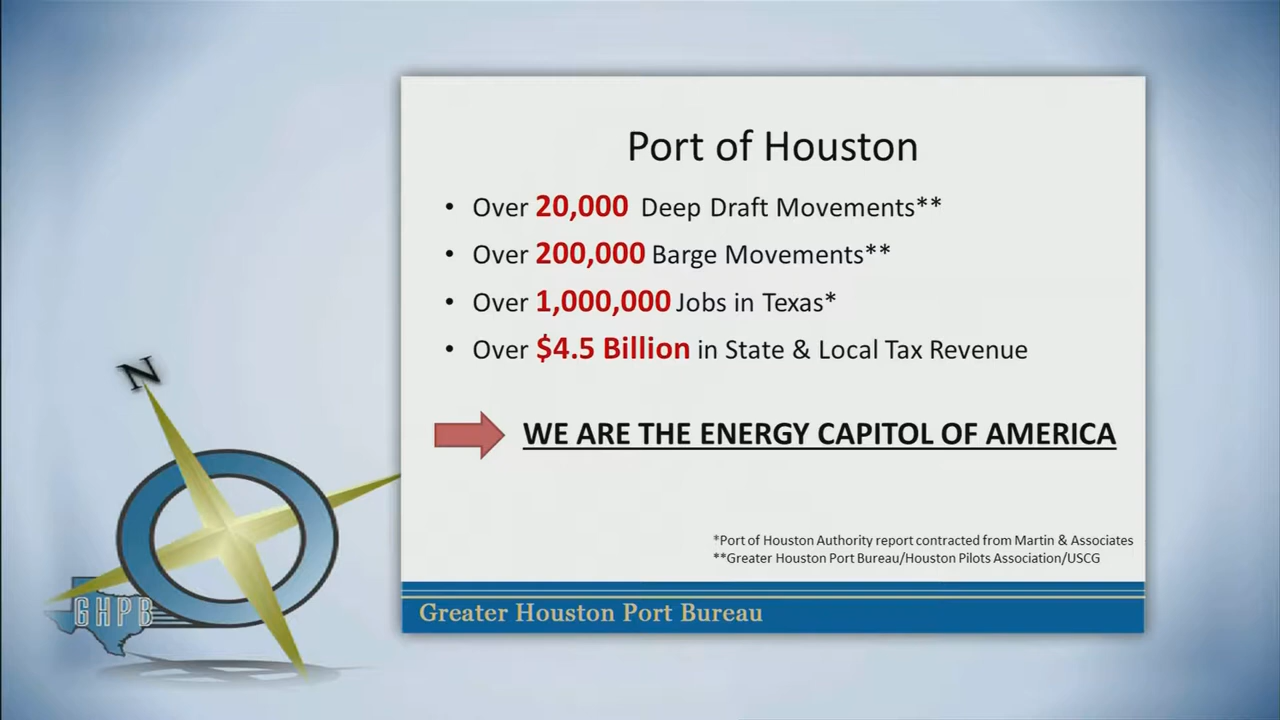 Port of Houston
• Over 20,000 Deep Draft Movements**
• Over 200,000 Barge Movements**
• Over 1,000,000 Jobs in Texas*
• Over $4.5 Billion in State & Local Tax Revenue
WE ARE THE ENERGY CAPITOL OF AMERICA
*Port of Houston Authority report contracted from Martin & Associates
**Greater Houston Port Bureau/Houston Pilots Association/USCG
Greater Houston Port Bureau
N
GHPB